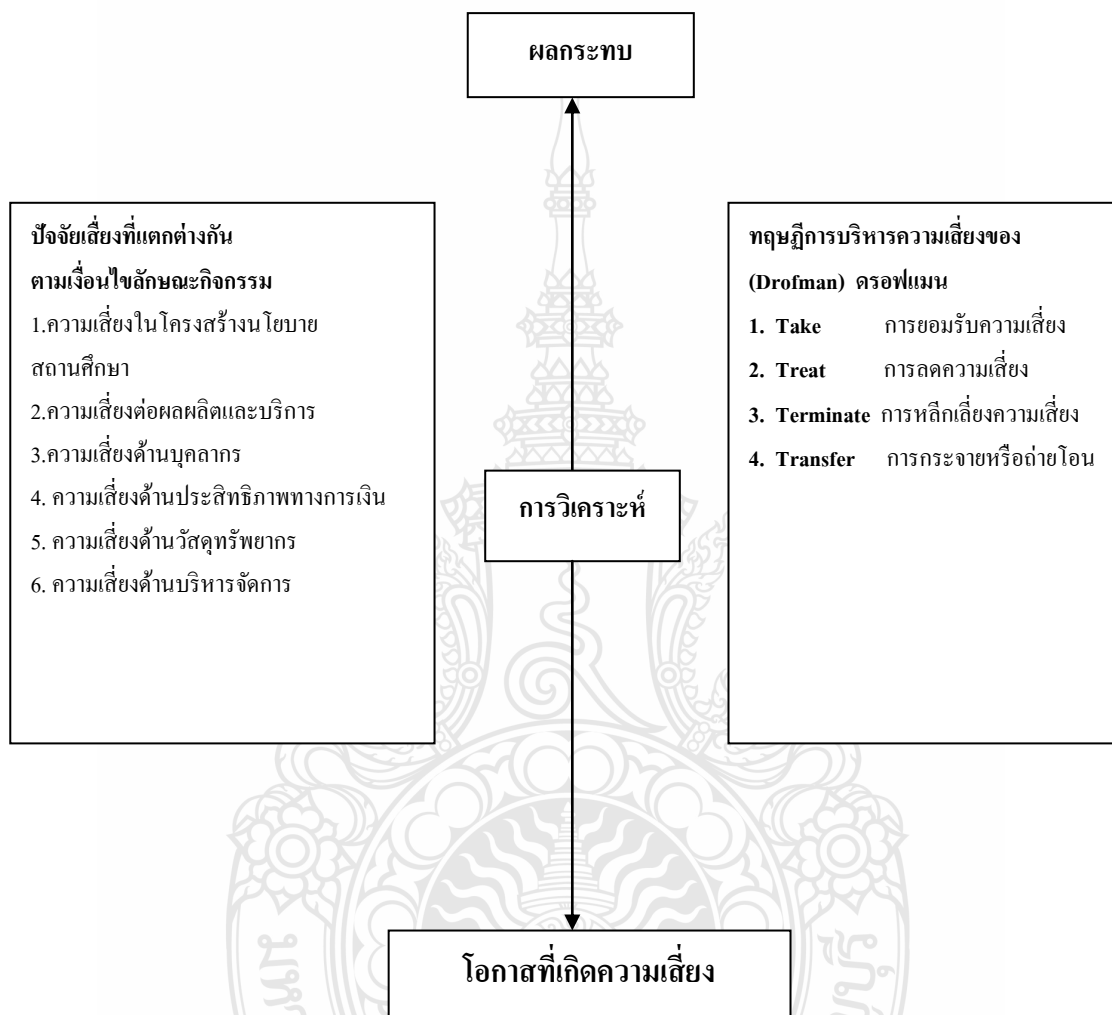 ผลกระทบ
ปัจจัยเสี่ยงที่แตกต่างกัน
ตามเงื่อนไขลักษณะกิจกรรม
1.ความเสี่ยงในโครงสร้างนโยบาย
สถานศึกษา
2.ความเสี่ยงต่อผลผลิตและบริการ
3.ความเสี่ยงด้านบุคลากร
4. ความเสี่ยงด้านประสิทธิภาพทางการเงิน
5. ความเสี่ยงด้านวัสดุทรัพยากร
6. ความเสี่ยงด้านบริหารจัดการ
การวิเคราะห์
ทฤษฎีการบริหารความเสี่ยงของ
(Drofman) ดรอฟแมน
1. Take การยอมรับความเสี่ยง
2. Treat การลดความเสี่ยง
3. Terminate การหลีกเลี่ยงความเสี่ยง
4. Transfer การกระจายหรือถ่ายโอน
โอกาสที่เกิดความเสี่ยง